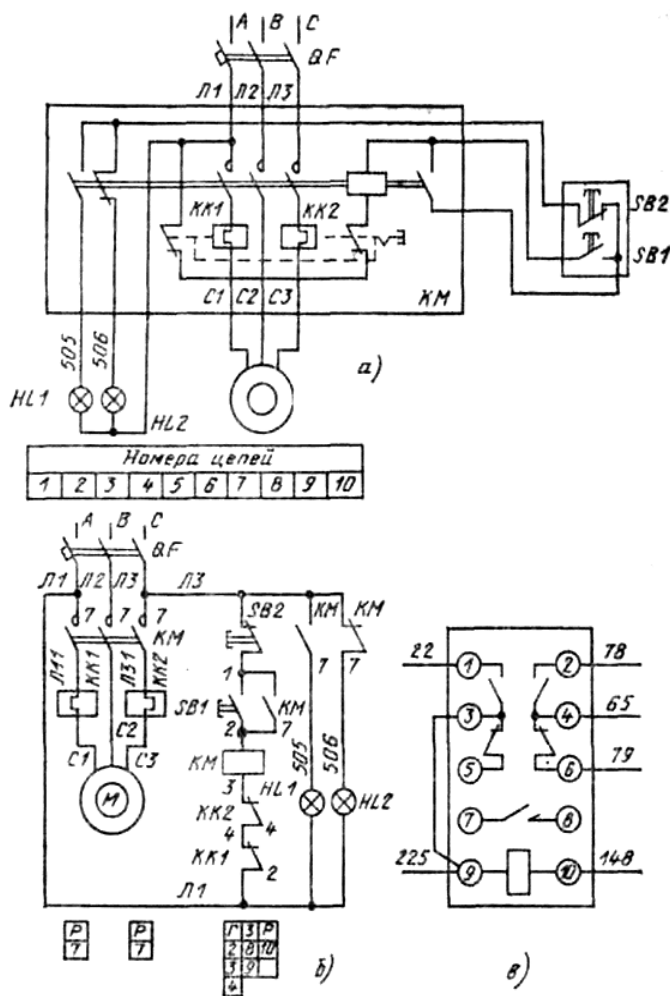 A B C
QF
Л1 Л2 Л3
KK1 KK2
SB2
SB1
C1 C2 C3
KM
505
506
а)
HL1
HL2
Номера цепей
1 2 3 4 5 6 7 8 9 10
A B C
QF
Л1 Л2 Л3 Л3
7 7 7
KM
SB2
KM
KM
Л11
KK1
Л31
KK2
1
7
7
SB1
KM
2
7
C1
C2
C3
KM
505
506
M
3
HL1
HL2
KK2
4 4
KK1
2
Л1
22
1
2
78
3
4
65
5
6
79
7
8
225
9
10
148
P
7
P
7
Г З P
2 8 10
3 9
4
б)
в)